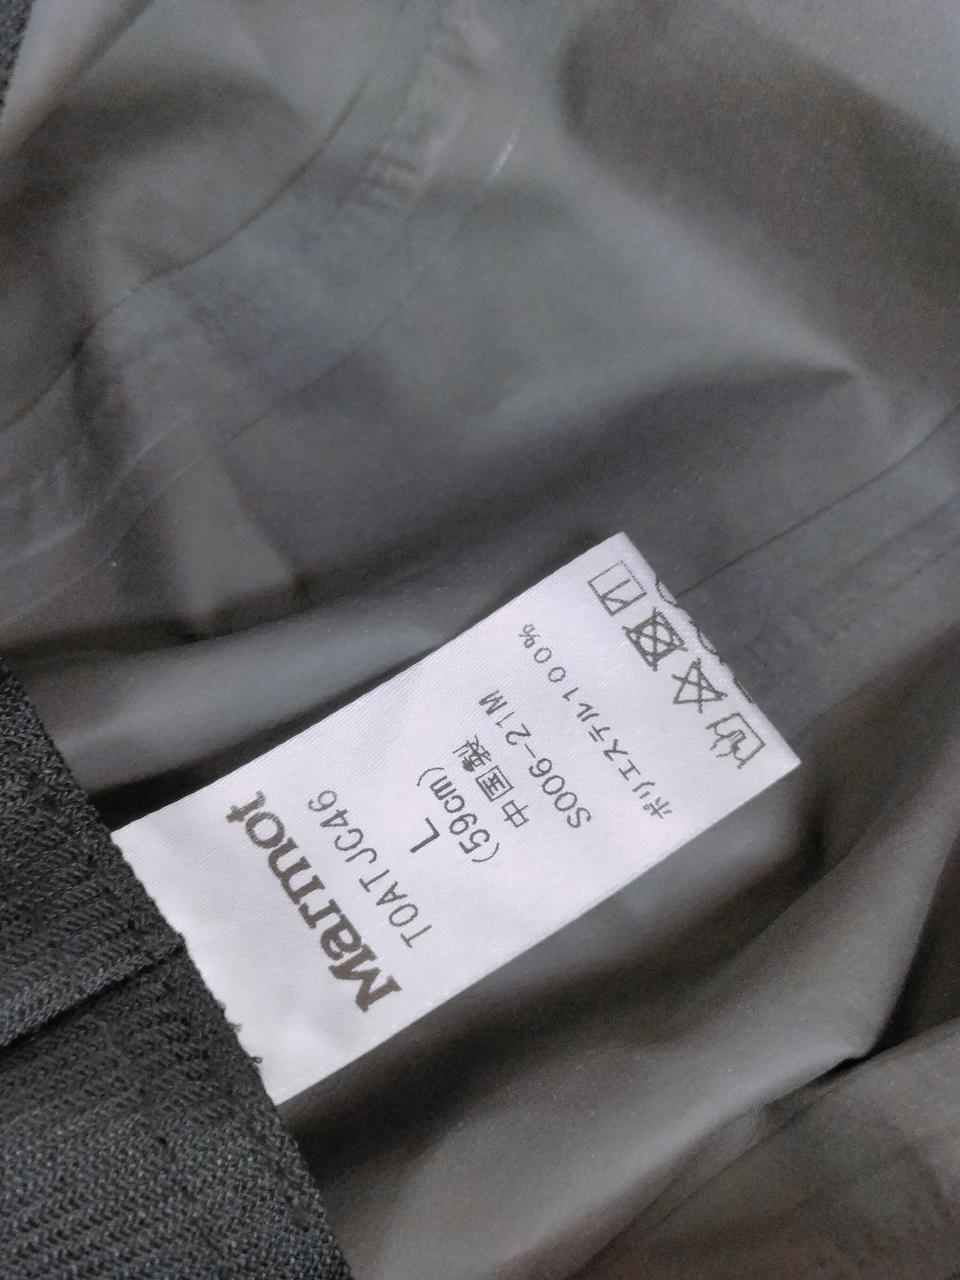 Marmot
TOATJC46
L
(59cm)
中国製
S006-21M
ポリエステル100%